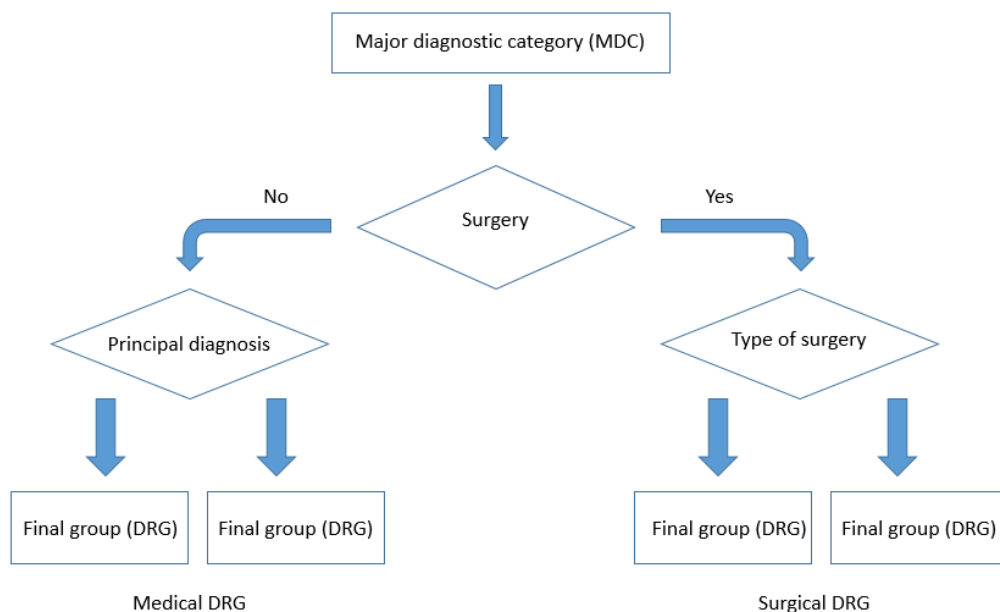 Major diagnostic category (MDC)
No
Yes
Surgery
Principal diagnosis
Type of surgery
Final group (DRG)
Final group (DRG)
Final group (DRG)
Final group (DRG)
Medical DRG
Surgical DRG